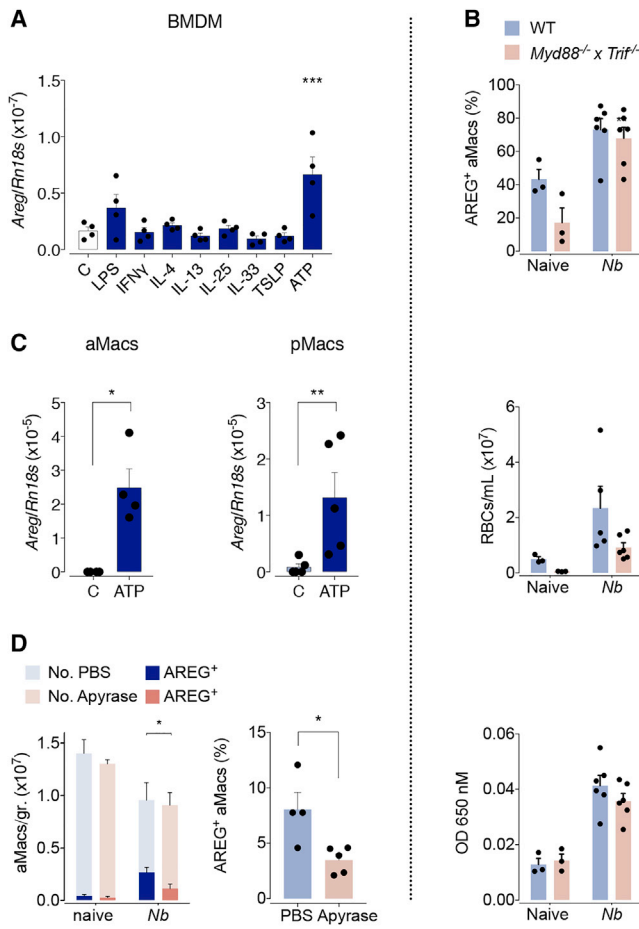 A
BMDM
Areg/Rn18s (x10⁻⁷)
1.5
1.0
0.5
0
***
C
LPS
IFNγ
IL-4
IL-13
IL-25
IL-33
TSLP
ATP
B
WT
Myd88⁻/⁻ x Trif⁻/⁻
AREG⁺ aMacs (%)
100
80
60
40
20
0
Naive
Nb
C
aMacs
pMacs
Areg/Rn18s (x10⁻⁵)
5
4
3
2
1
0
*
C
ATP
Areg/Rn18s (x10⁻⁵)
3
2
1
0
**
C
ATP
RBCs/mL (x10⁷)
6
4
2
0
Naive
Nb
D
No. PBS
AREG⁺
No. Apyrase
AREG⁺
aMacs/gr. (x10⁷)
1.5
1.0
0.5
0.0
*
naive
Nb
AREG⁺ aMacs (%)
15
10
5
0
*
PBS Apyrase
OD 650 nM
0.06
0.04
0.02
0.00
Naive
Nb